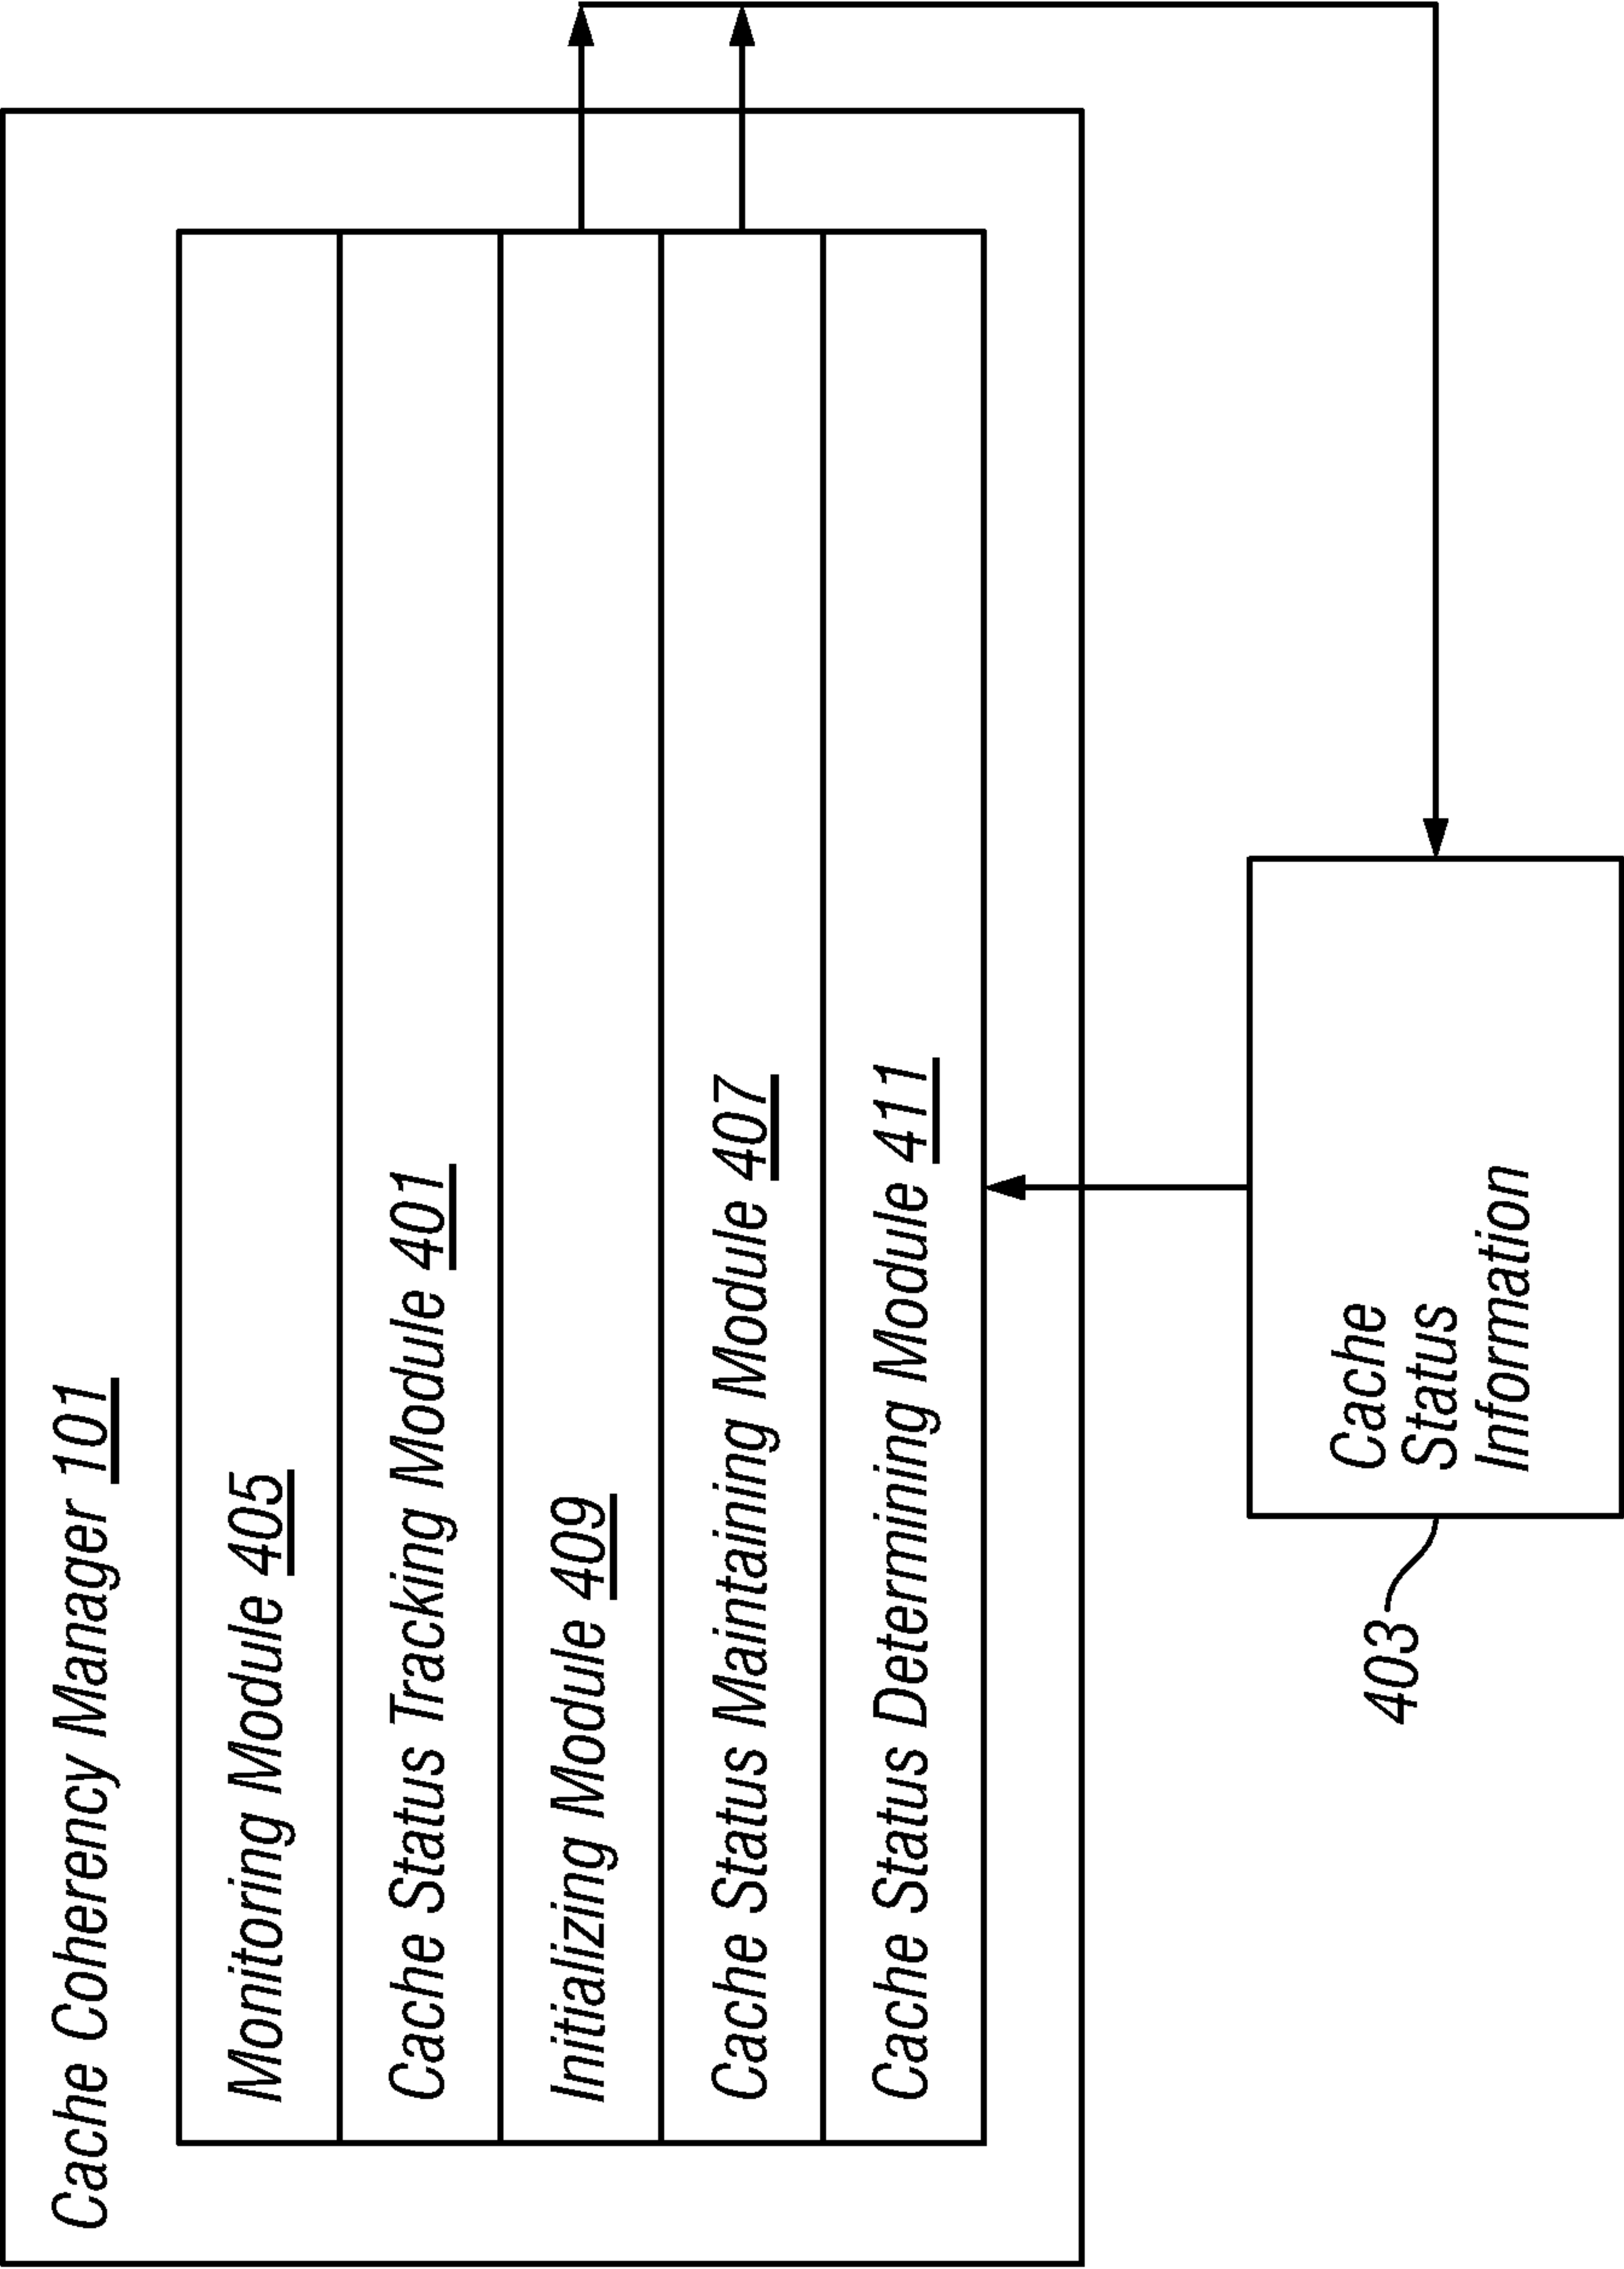 Cache Coherency Manager 101
Monitoring Module 405
Cache Status Tracking Module 401
Initializing Module 409
Cache Status Maintaining Module 407
Cache Status Determining Module 411
Cache
Status
Information
403